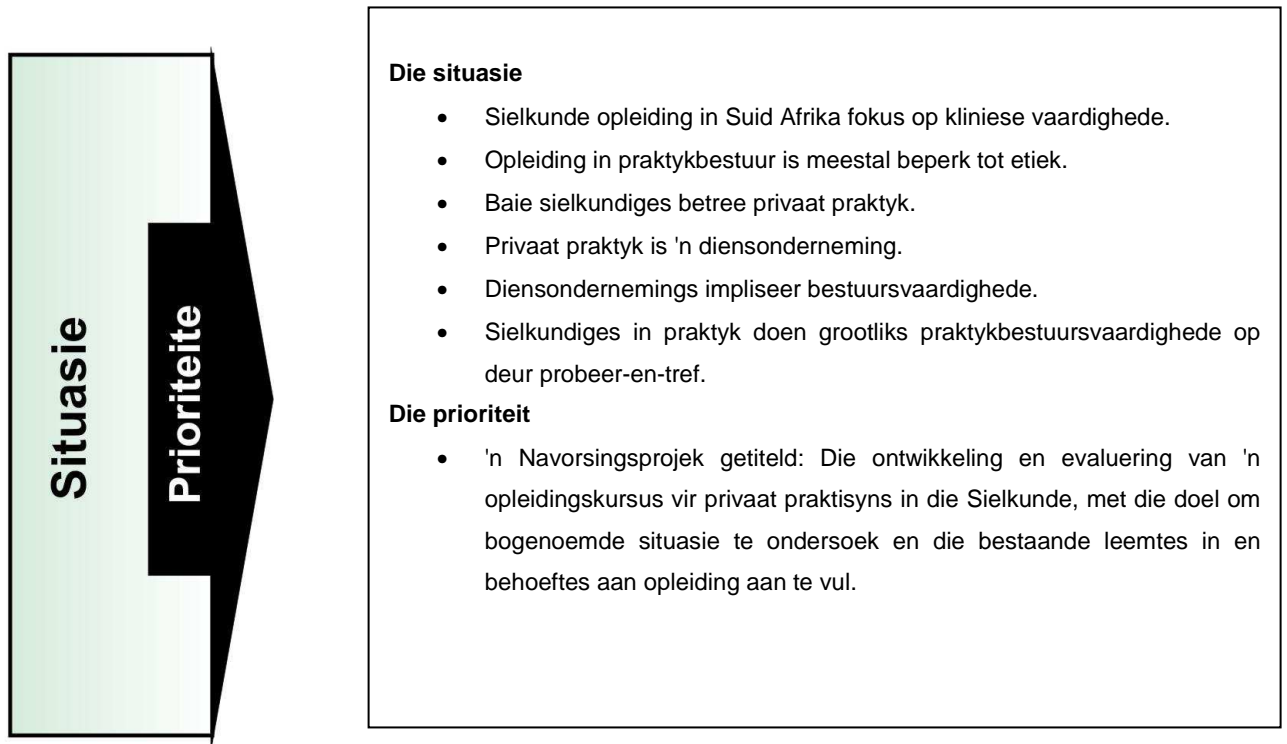 Situasie
Prioriteite
Die situasie
• Sielkunde opleiding in Suid Afrika fokus op kliniese vaardighede.
• Opleiding in praktykbestuur is meestal beperk tot etiek.
• Baie sielkundiges betree privaat praktyk.
• Privaat praktyk is 'n diensonderneming.
• Diensondernemings impliseer bestuursvaardighede.
• Sielkundiges in praktyk doen grootliks praktykbestuursvaardighede op
deur probeer-en-tref.
Die prioriteit
• 'n Navorsingsprojek getiteld: Die ontwikkeling en evaluering van 'n
opleidingskursus vir privaat praktisyns in die Sielkunde, met die doel om
bogenoemde situasie te ondersoek en die bestaande leemtes in en
behoeftes aan opleiding aan te vul.